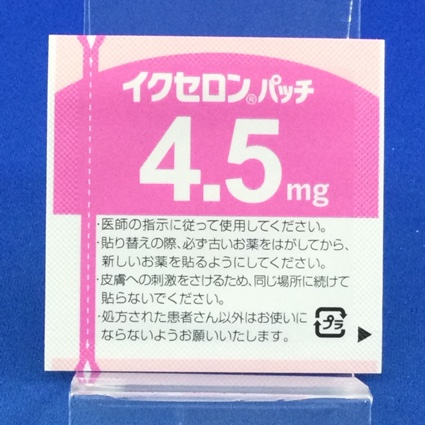 イクセロン®パッチ
4.5mg
・医師の指示に従って使用してください。
・貼り替えの際、必ず古いお薬をはがしてから、
新しいお薬を貼るようにしてください。
・皮膚への刺激をさけるため、同じ場所に続けて
貼らないでください。
・処方された患者さん以外はお使いに
ならないようお願いいたします。
プラ